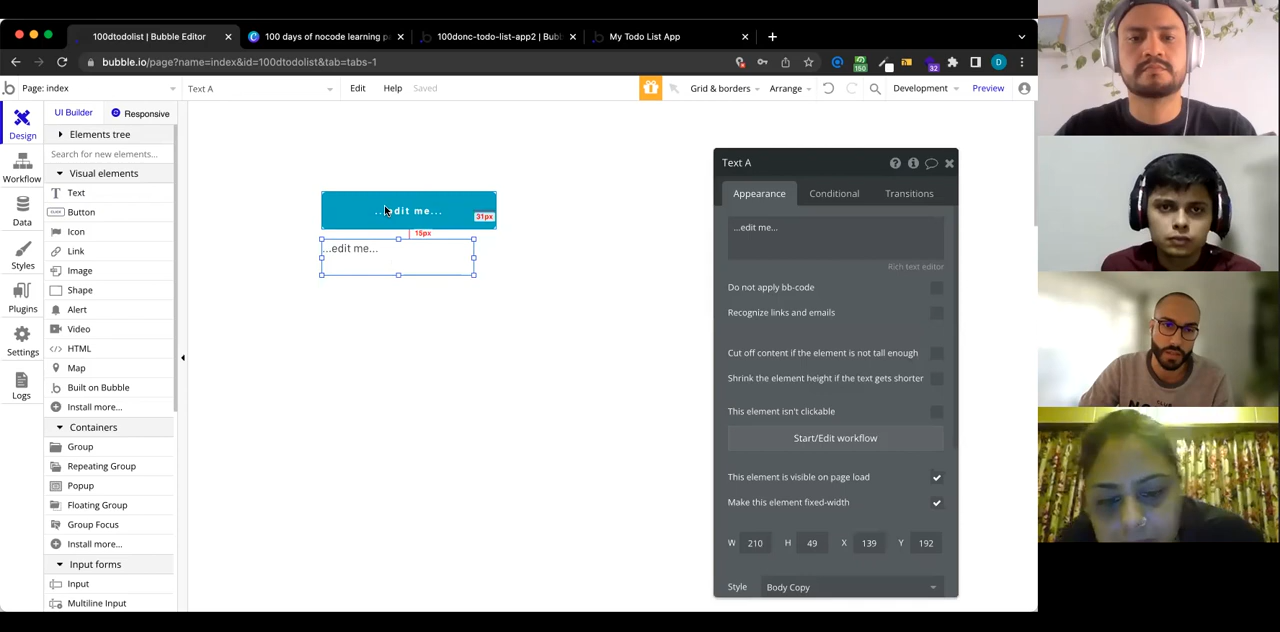 100dtodolist | Bubble Editor
100 days of nocode learning p
100donc-todo-list-app2 | Bubb
My Todo List App
bubble.io/page?name=index&id=100dtodolist&tab=tabs-1
150
32
D
Page: index
Text A
Edit
Help
Saved
Grid & borders
Arrange
Development
Preview
Design
Workflow
Data
Styles
Plugins
Settings
Logs
UI Builder
Responsive
Elements tree
Search for new elements...
Visual elements
Text
Button
Icon
Link
Image
Shape
Alert
Video
HTML
Map
Built on Bubble
Install more...
Containers
Group
Repeating Group
Popup
Floating Group
Group Focus
Install more...
Input forms
Input
Multiline Input
...edit me...
31px
15px
...edit me...
Text A
Appearance
Conditional
Transitions
...edit me...
Rich text editor
Do not apply bb-code
Recognize links and emails
Cut off content if the element is not tall enough
Shrink the element height if the text gets shorter
This element isn't clickable
Start/Edit workflow
This element is visible on page load
Make this element fixed-width
W 210 H 49 X 139 Y 192
Style Body Copy